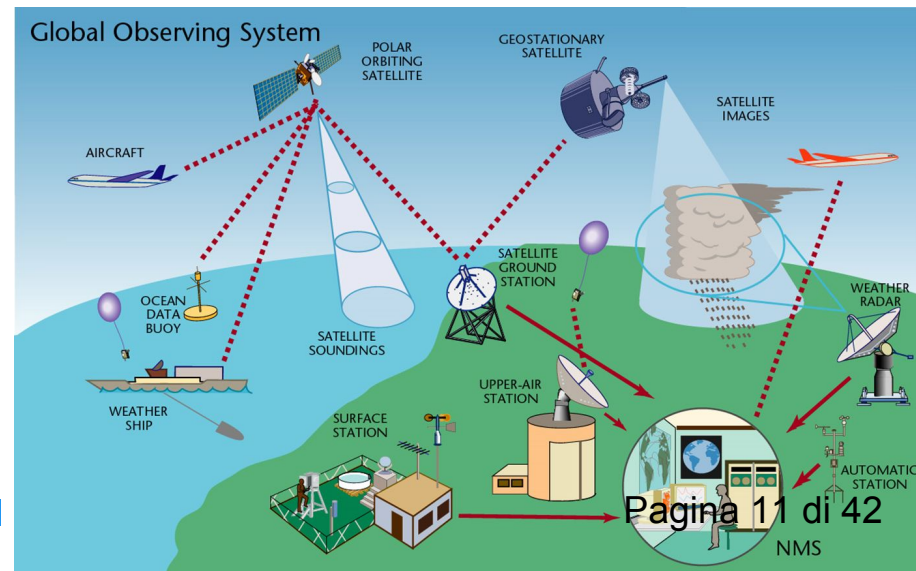 Global Observing System
POLAR
ORBITING
SATELLITE
GEOSTATIONARY
SATELLITE
SATELLITE
IMAGES
AIRCRAFT
OCEAN
DATA
BUOY
SATELLITE
SOUNDINGS
SATELLITE
GROUND
STATION
WEATHER
RADAR
WEATHER
SHIP
SURFACE
STATION
UPPER-AIR
STATION
AUTOMATIC
STATION
Pagina 11 di 42
NMS